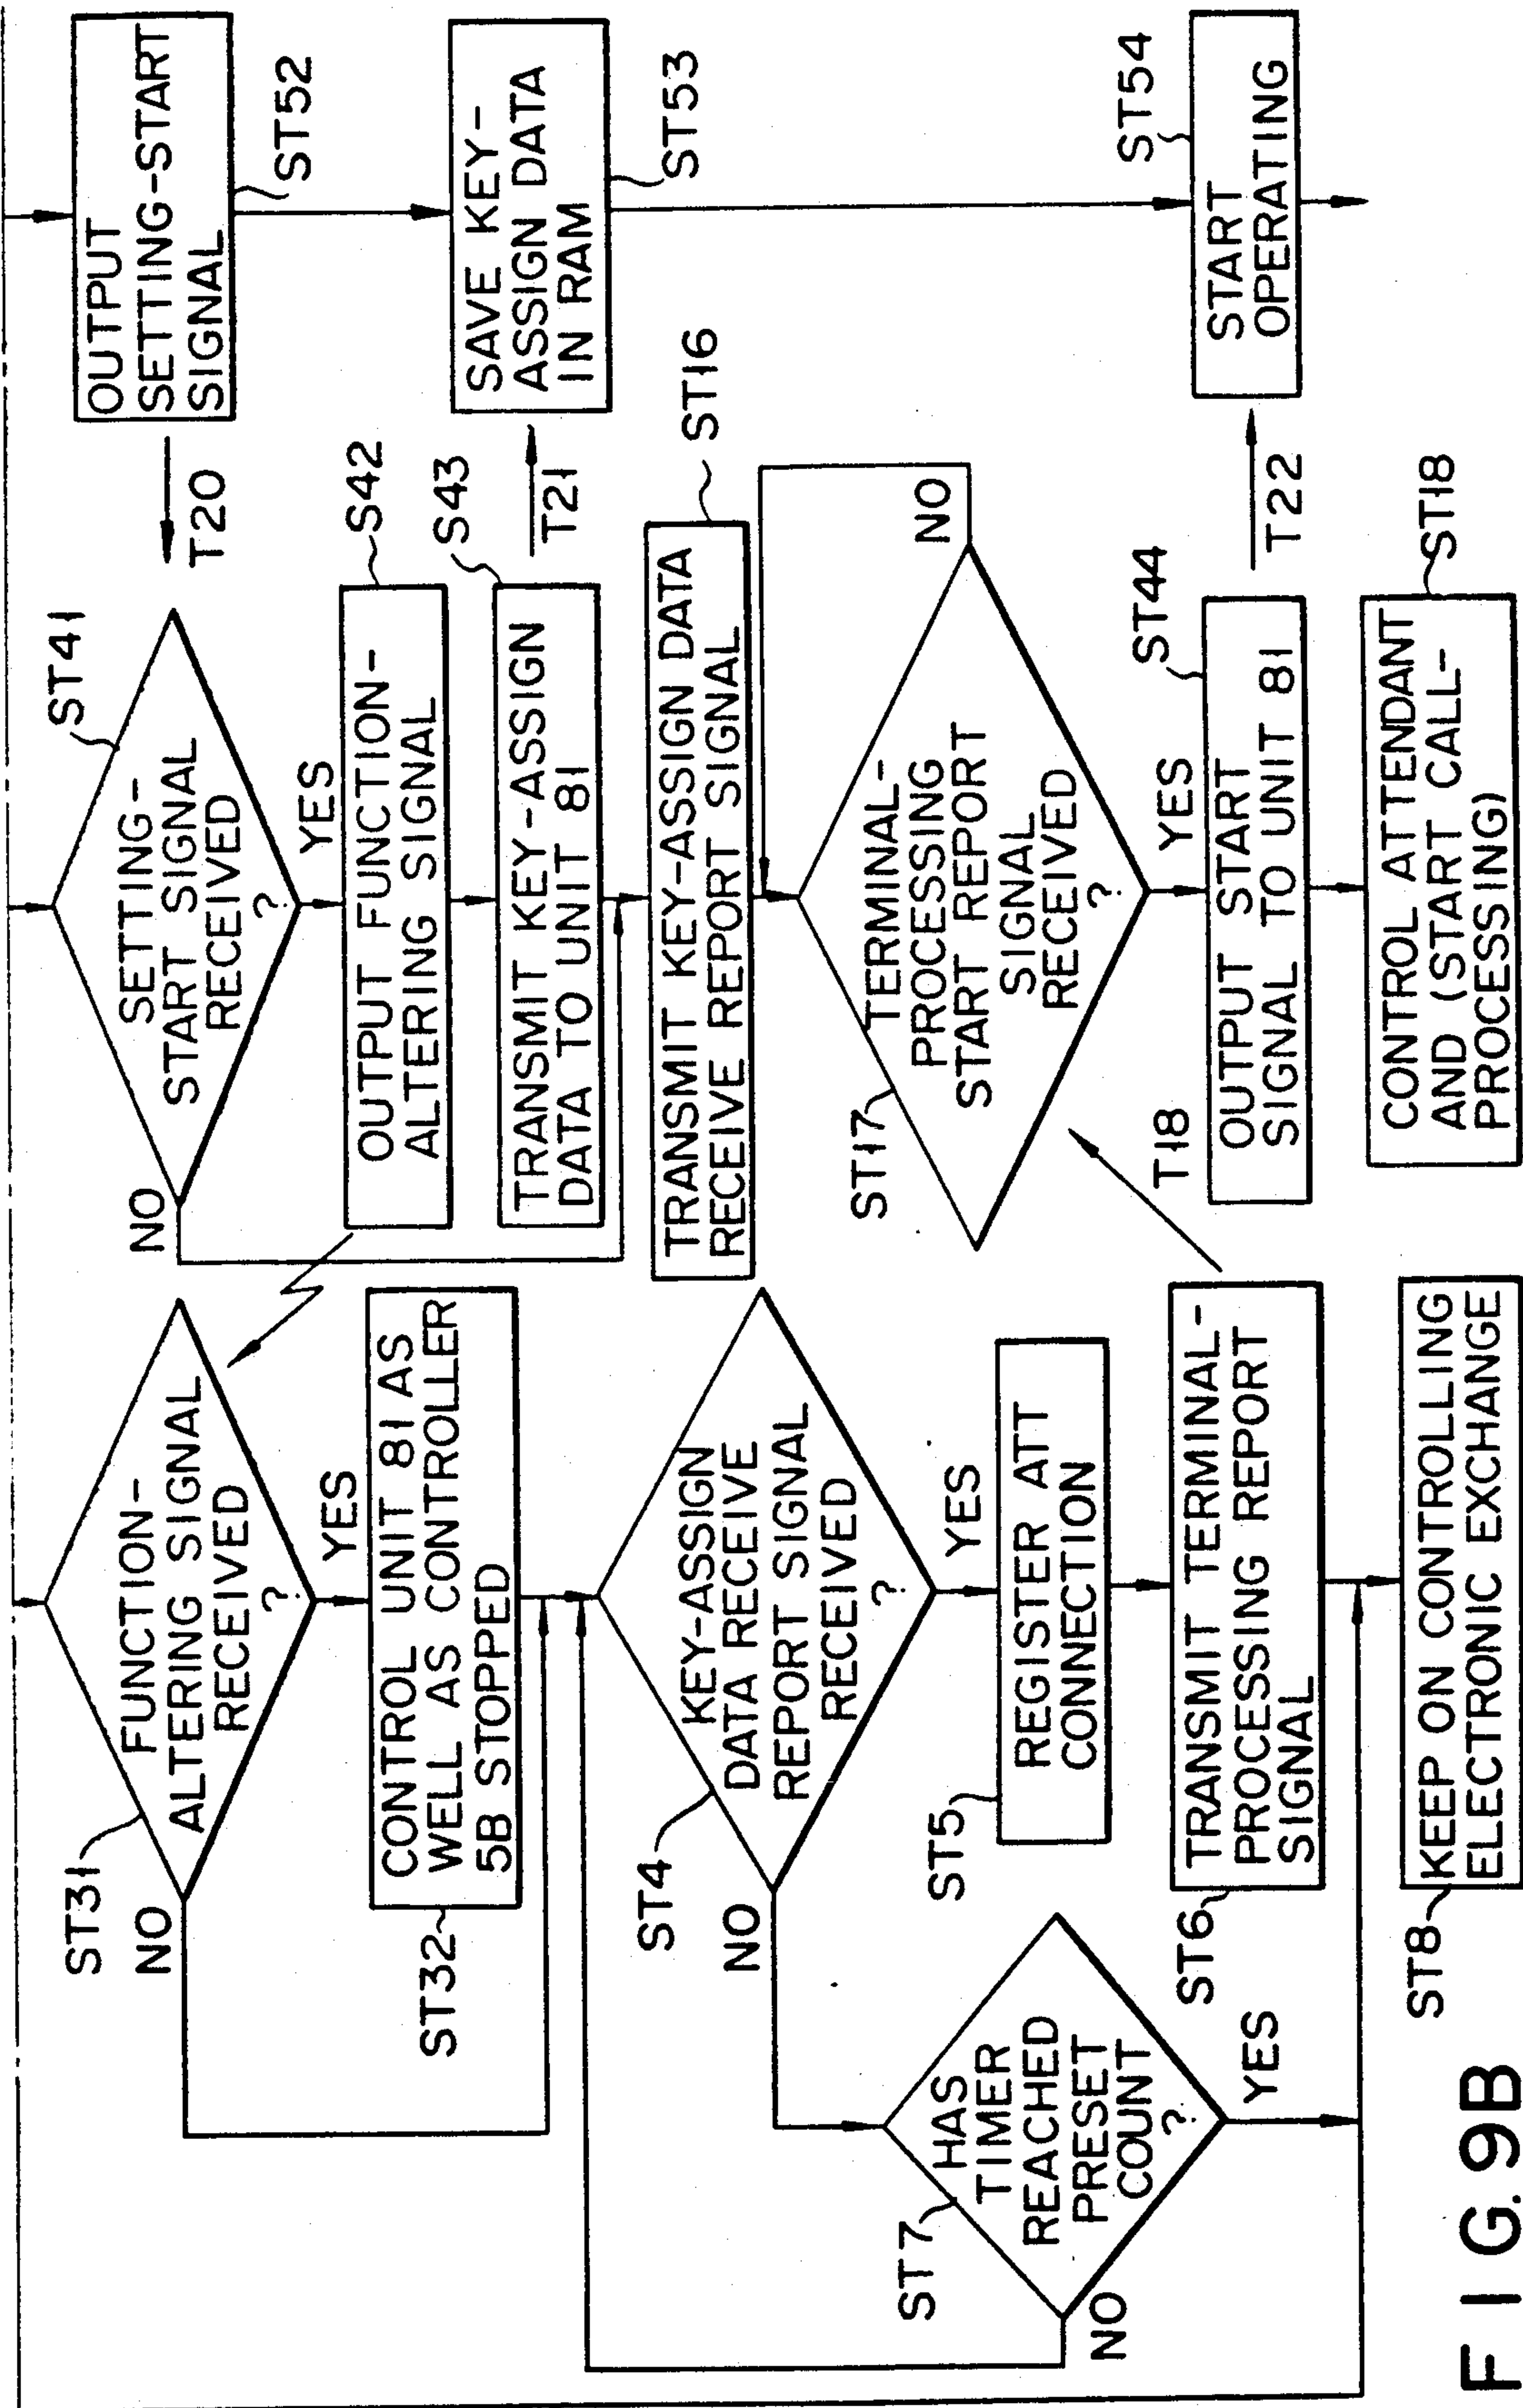 FUNCTION-
ALTERING SIGNAL
RECEIVED
?
ST31
NO
YES
CONTROL UNIT 81 AS
WELL AS CONTROLLER
5B STOPPED
ST32
KEY-ASSIGN
DATA RECEIVE
REPORT SIGNAL
RECEIVED
?
ST4
NO
YES
HAS
TIMER
REACHED
PRESET
COUNT
?
ST7
NO
YES
REGISTER ATT
CONNECTION
ST5
TRANSMIT TERMINAL-
PROCESSING REPORT
SIGNAL
ST6
KEEP ON CONTROLLING
ELECTRONIC EXCHANGE
ST8
SETTING-
START SIGNAL
RECEIVED
?
ST41
NO
YES
OUTPUT FUNCTION-
ALTERING SIGNAL
S42
TRANSMIT KEY-ASSIGN
DATA TO UNIT 81
S43
TRANSMIT KEY-ASSIGN DATA
RECEIVE REPORT SIGNAL
ST16
TERMINAL-
PROCESSING
START REPORT
SIGNAL
RECEIVED
?
ST17
NO
YES
T18
OUTPUT START
SIGNAL TO UNIT 81
ST44
CONTROL ATTENDANT
AND (START CALL-
PROCESSING)
ST18
T20
T21
T22
OUTPUT
SETTING-START
SIGNAL
ST52
SAVE KEY-
ASSIGN DATA
IN RAM
ST53
START
OPERATING
ST54
FIG. 9B